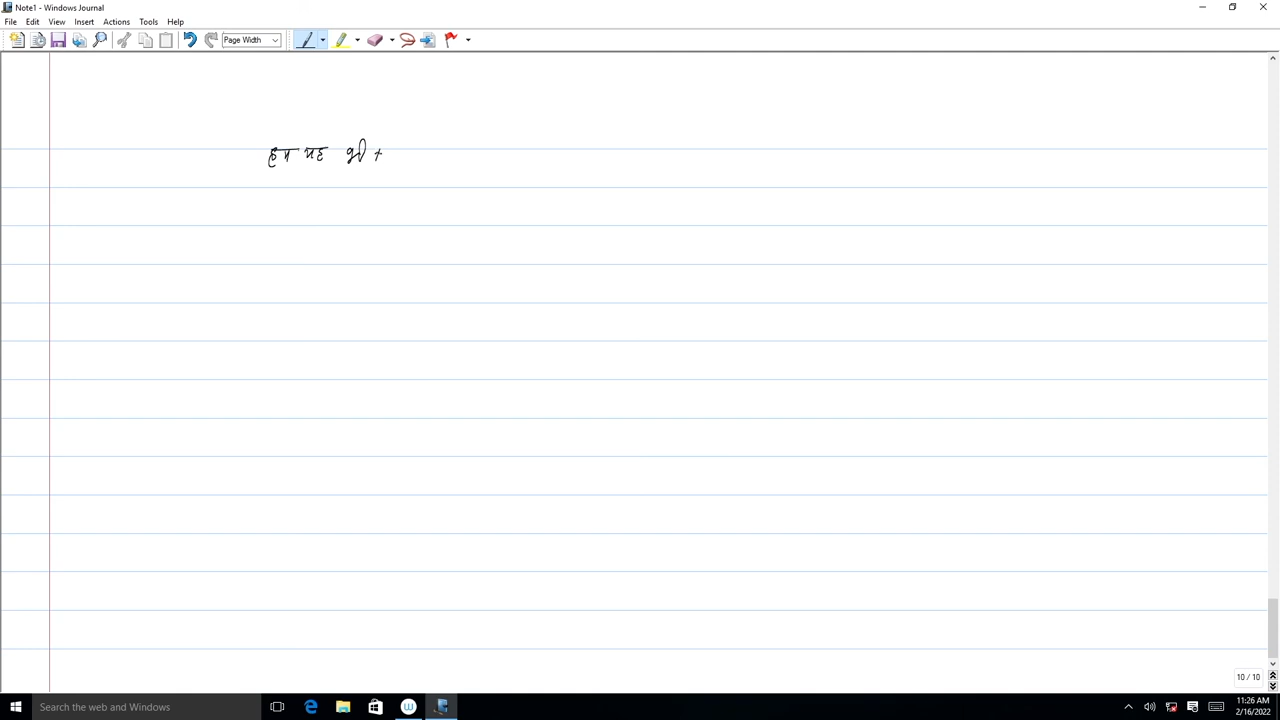 Note1 - Windows Journal
File Edit View Insert Actions Tools Help
Page Width
हम यह
10 / 10
Search the web and Windows
11:26 AM
2/16/2022